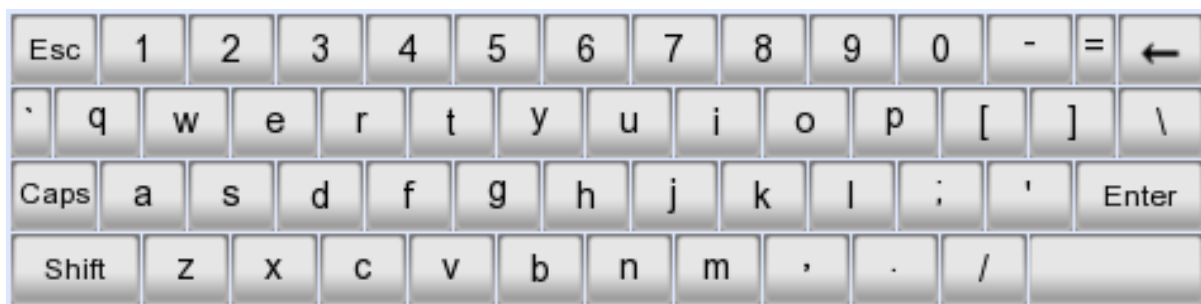 Esc 1 2 3 4 5 6 7 8 9 0 - = ←
` q w e r t y u i o p [ ] \
Caps a s d f g h j k l ; ' Enter
Shift z x c v b n m , . /